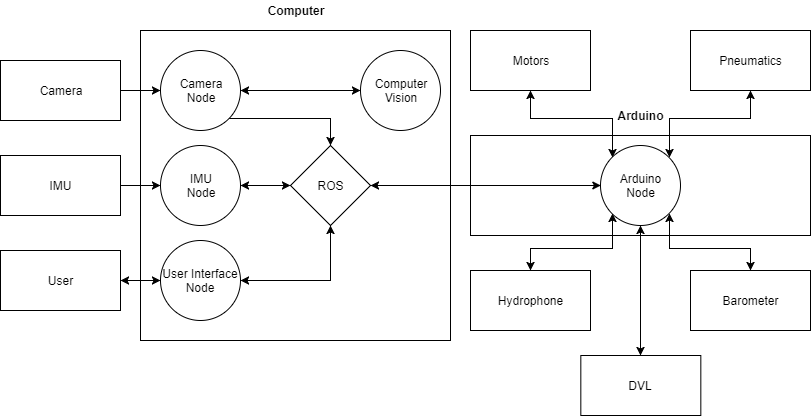 Computer
Camera
Camera
Node
Computer
Vision
Motors
Pneumatics
Arduino
IMU
IMU
Node
ROS
Arduino
Node
User
User Interface
Node
Hydrophone
Barometer
DVL